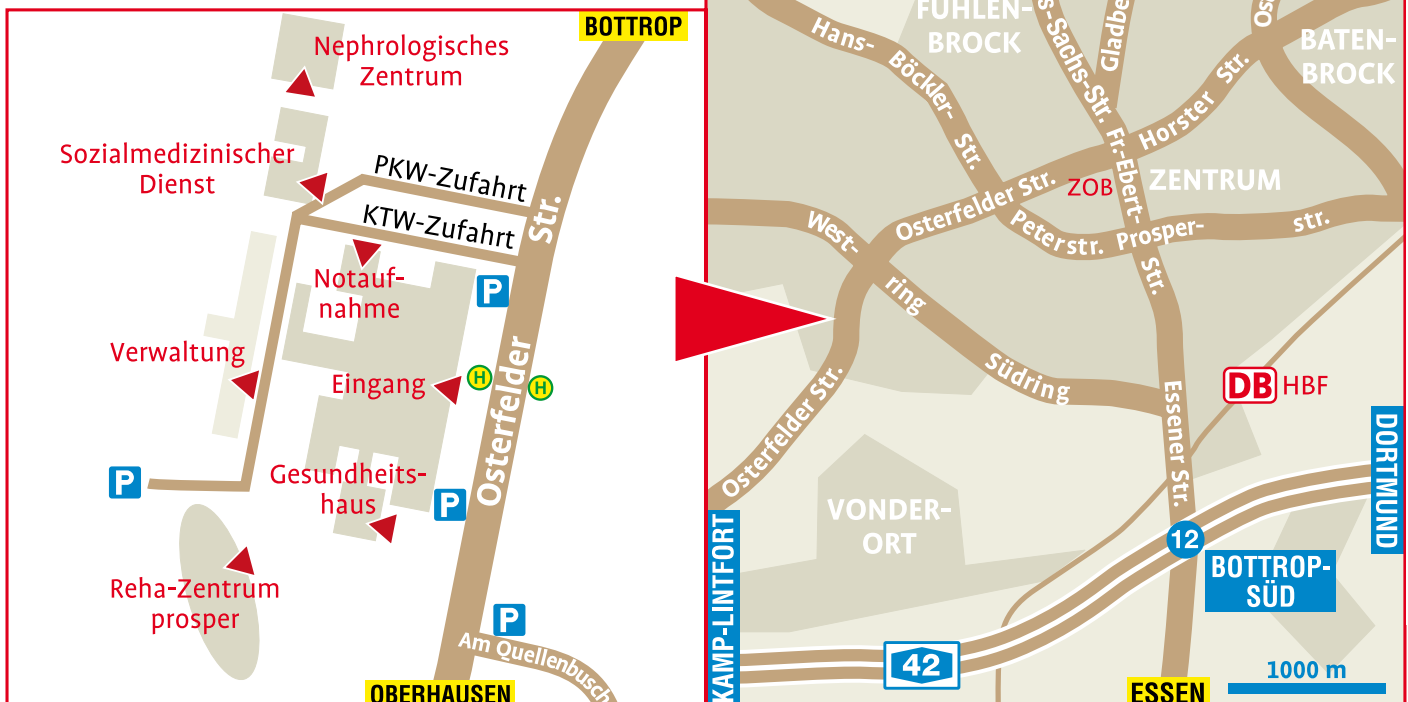 BOTTROP
Nephrologisches
Zentrum
Sozialmedizinischer
Dienst
PKW-Zufahrt
KTW-Zufahrt
Str.
Notauf-
nahme
P
Verwaltung
Eingang
H
H
Osterfelder
P
Gesundheits-
haus
P
Reha-Zentrum
prosper
P
Am Quellenbusch
OBERHAUSEN
FUHLEN-
BROCK
s-Sachs-Str.
Gladbe
Os
BATEN-
BROCK
Hans-
Böckler-
Str.
Horster Str.
Fr.-Ebert-
Str.
ZOB
ZENTRUM
Osterfelder Str.
Peterstr.
Prosper-
str.
West-
ring
Südring
Osterfelder Str.
Essener Str.
DB HBF
DORTMUND
VONDER-
ORT
KAMP-LINTFORT
12
BOTTROP-
SÜD
42
1000 m
ESSEN